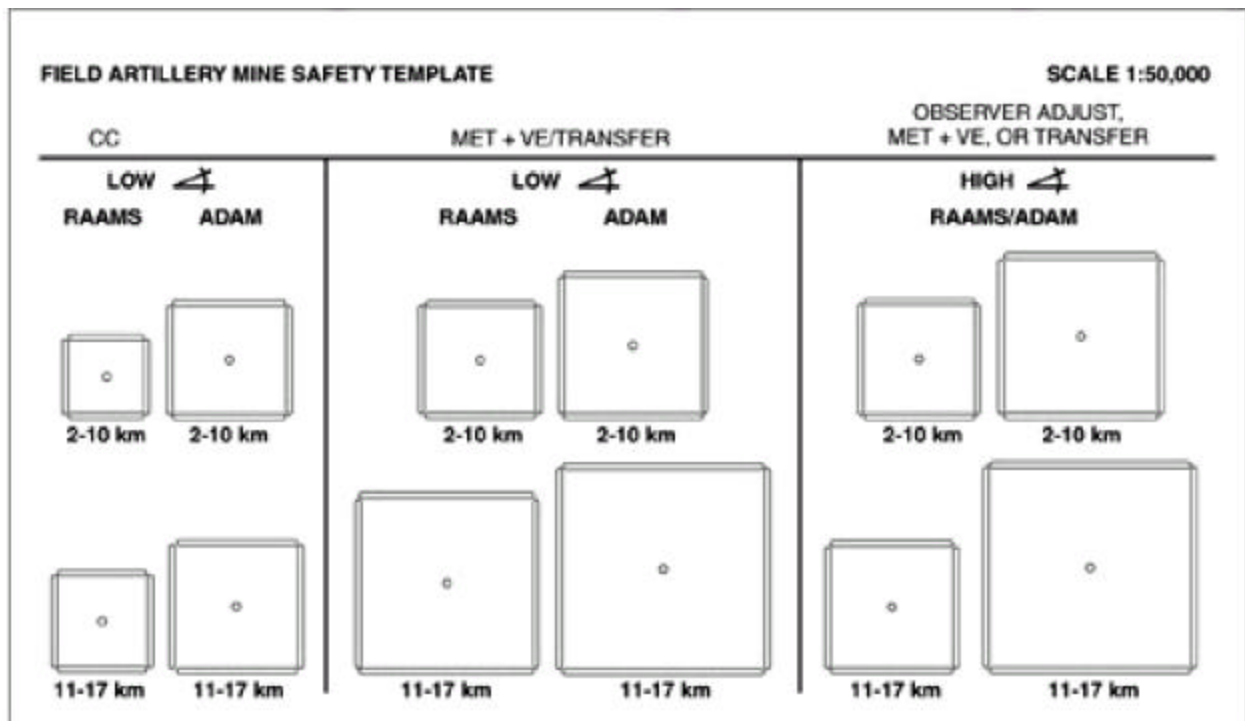 FIELD ARTILLERY MINE SAFETY TEMPLATE
SCALE 1:50,000
CC
MET + VE/TRANSFER
OBSERVER ADJUST,
MET + VE, OR TRANSFER
LOW
LOW
HIGH
RAAMS ADAM
RAAMS ADAM
RAAMS/ADAM
2-10 km 2-10 km
2-10 km 2-10 km
2-10 km 2-10 km
11-17 km 11-17 km
11-17 km 11-17 km
11-17 km 11-17 km